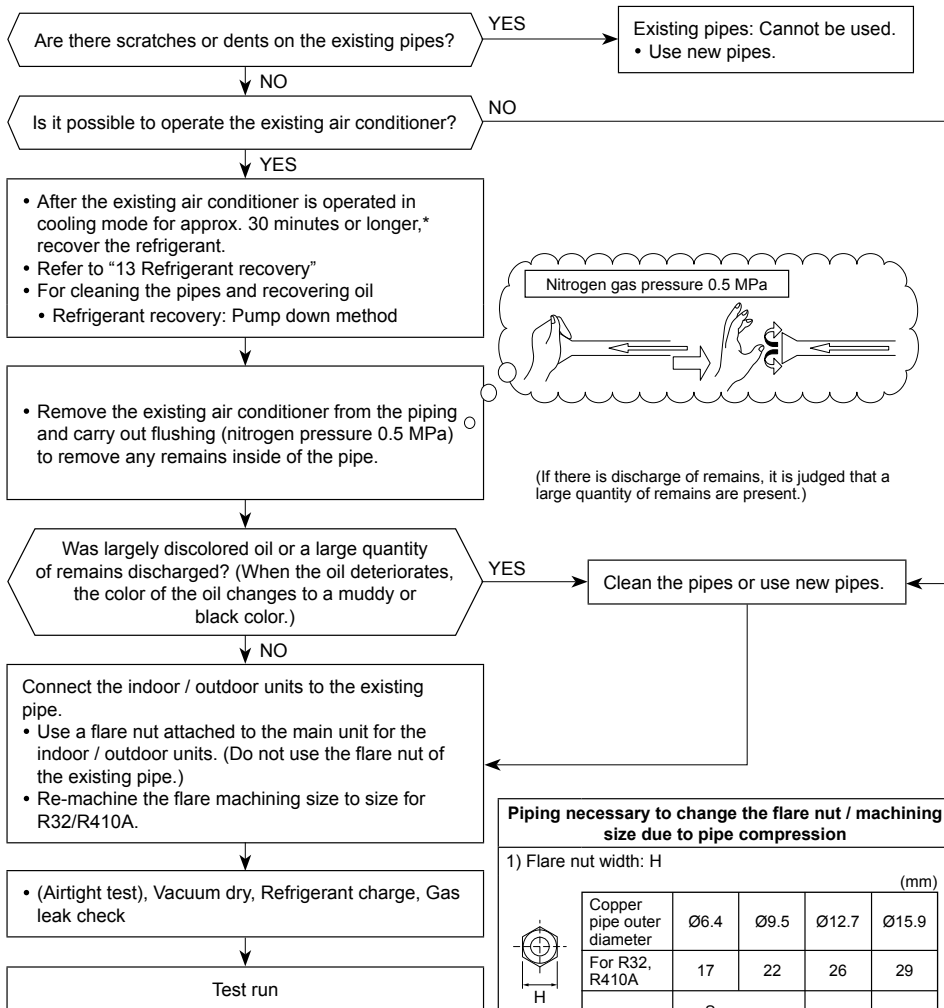 Are there scratches or dents on the existing pipes?
YES
Existing pipes: Cannot be used.
• Use new pipes.
NO
Is it possible to operate the existing air conditioner?
NO
YES
• After the existing air conditioner is operated in
cooling mode for approx. 30 minutes or longer,*
recover the refrigerant.
• Refer to “13 Refrigerant recovery”
• For cleaning the pipes and recovering oil
• Refrigerant recovery: Pump down method
Nitrogen gas pressure 0.5 MPa
• Remove the existing air conditioner from the piping
and carry out flushing (nitrogen pressure 0.5 MPa)
to remove any remains inside of the pipe.
(If there is discharge of remains, it is judged that a
large quantity of remains are present.)
Was largely discolored oil or a large quantity
of remains discharged? (When the oil deteriorates,
the color of the oil changes to a muddy or
black color.)
YES
Clean the pipes or use new pipes.
NO
Connect the indoor / outdoor units to the existing
pipe.
• Use a flare nut attached to the main unit for the
indoor / outdoor units. (Do not use the flare nut of
the existing pipe.)
• Re-machine the flare machining size to size for
R32/R410A.
• (Airtight test), Vacuum dry, Refrigerant charge, Gas
leak check
Test run
Piping necessary to change the flare nut / machining
size due to pipe compression
1) Flare nut width: H
(mm)
Copper
pipe outer
diameter
Ø6.4 Ø9.5 Ø12.7 Ø15.9
For R32,
R410A
17 22 26 29
H